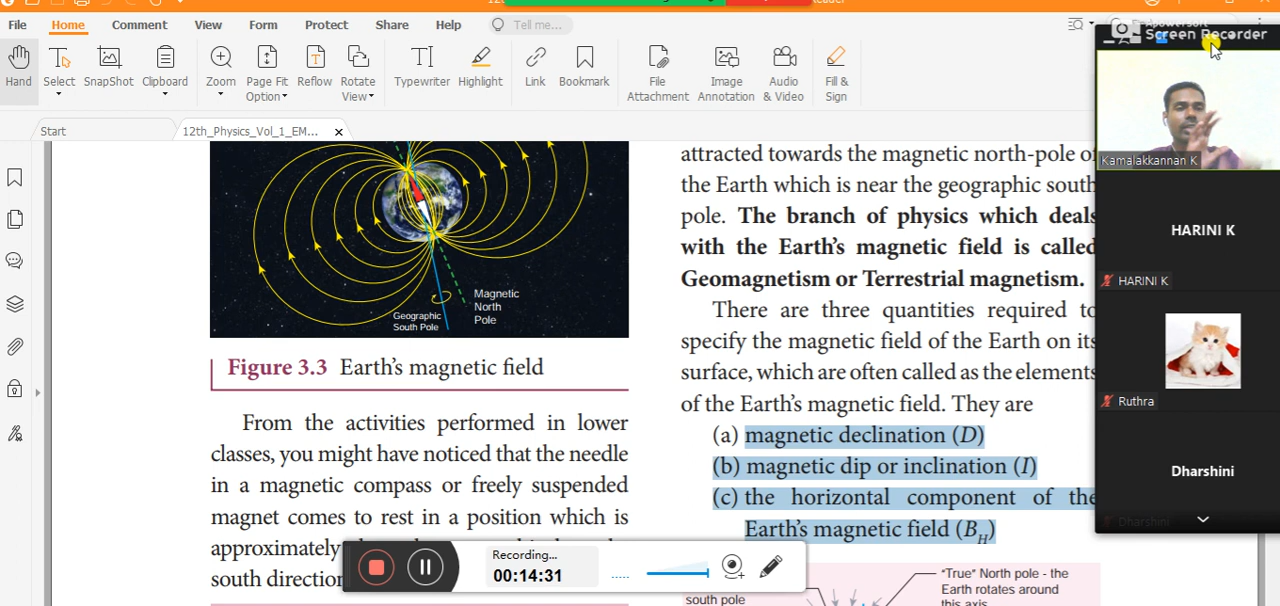 File
Home
Comment
View
Form
Protect
Share
Help
Tell me...
Screen Recorder
Hand
Select
SnapShot
Clipboard
Zoom
Page Fit
Option
Reflow
Rotate
View
Typewriter
Highlight
Link
Bookmark
File
Attachment
Image
Annotation
Audio
& Video
Fill &
Sign
Start
12th_Physics_Vol_1_EM...
Magnetic
North
Pole
Geographic
South Pole
Figure 3.3 Earth's magnetic field
From the activities performed in lower
classes, you might have noticed that the needle
in a magnetic compass or freely suspended
magnet comes to rest in a position which is
approximately
south direction
attracted towards the magnetic north-pole of
the Earth which is near the geographic south
pole. The branch of physics which deals
with the Earth's magnetic field is called
Geomagnetism or Terrestrial magnetism.
There are three quantities required to
specify the magnetic field of the Earth on its
surface, which are often called as the elements
of the Earth's magnetic field. They are
(a) magnetic declination (D)
(b) magnetic dip or inclination (I)
(c) the horizontal component of the
Earth's magnetic field (B_H)
south pole
"True" North pole - the
Earth rotates around
this axis
Recording...
00:14:31
Kamalakkannan K
HARINI K
HARINI K
Ruthra
Dharshini
Dharshini